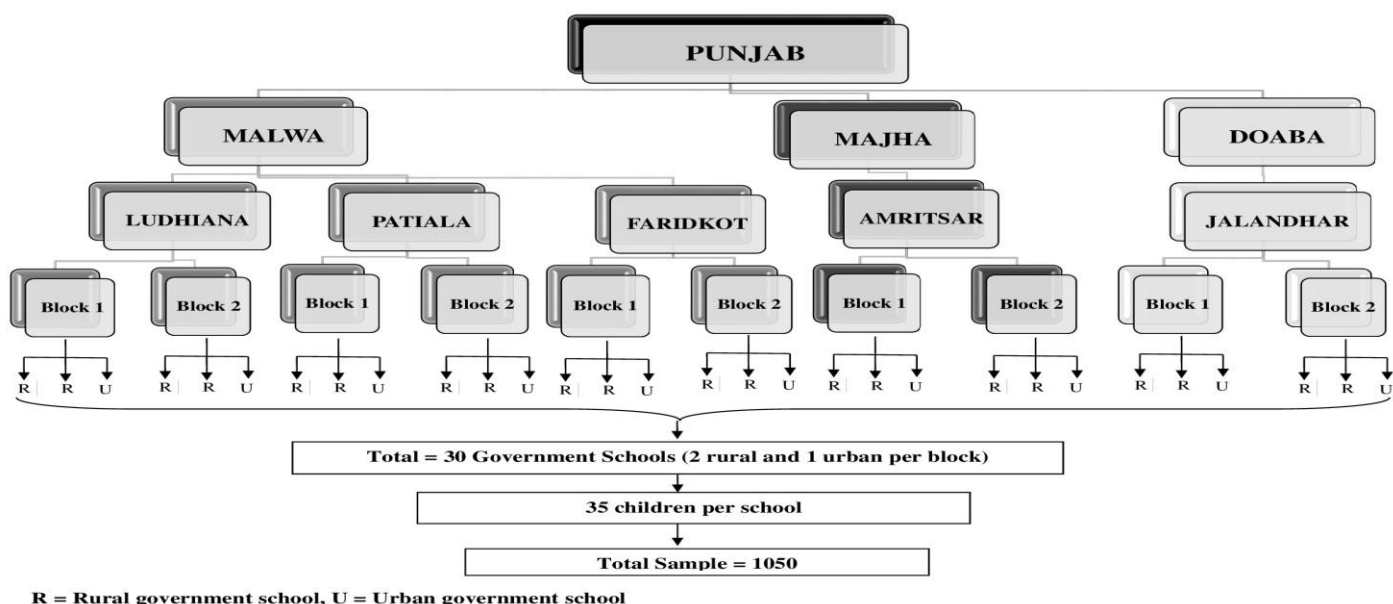 PUNJAB
MALWA
MAJHA
DOABA
LUDHIANA
PATIALA
FARIDKOT
AMRITSAR
JALANDHAR
Block 1
Block 2
Block 1
Block 2
Block 1
Block 2
Block 1
Block 2
Block 1
Block 2
R R U
R R U
R R U
R R U
R R U
R R U
R R U
R R U
R R U
R R U
Total = 30 Government Schools (2 rural and 1 urban per block)
35 children per school
Total Sample = 1050
R = Rural government school, U = Urban government school